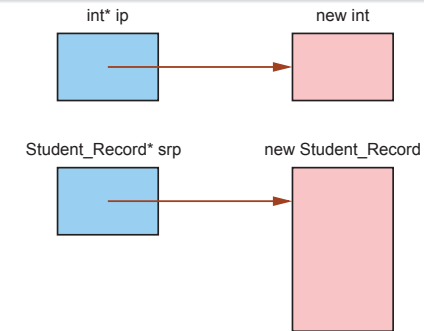 int* ip
new int
Student_Record* srp
new Student_Record